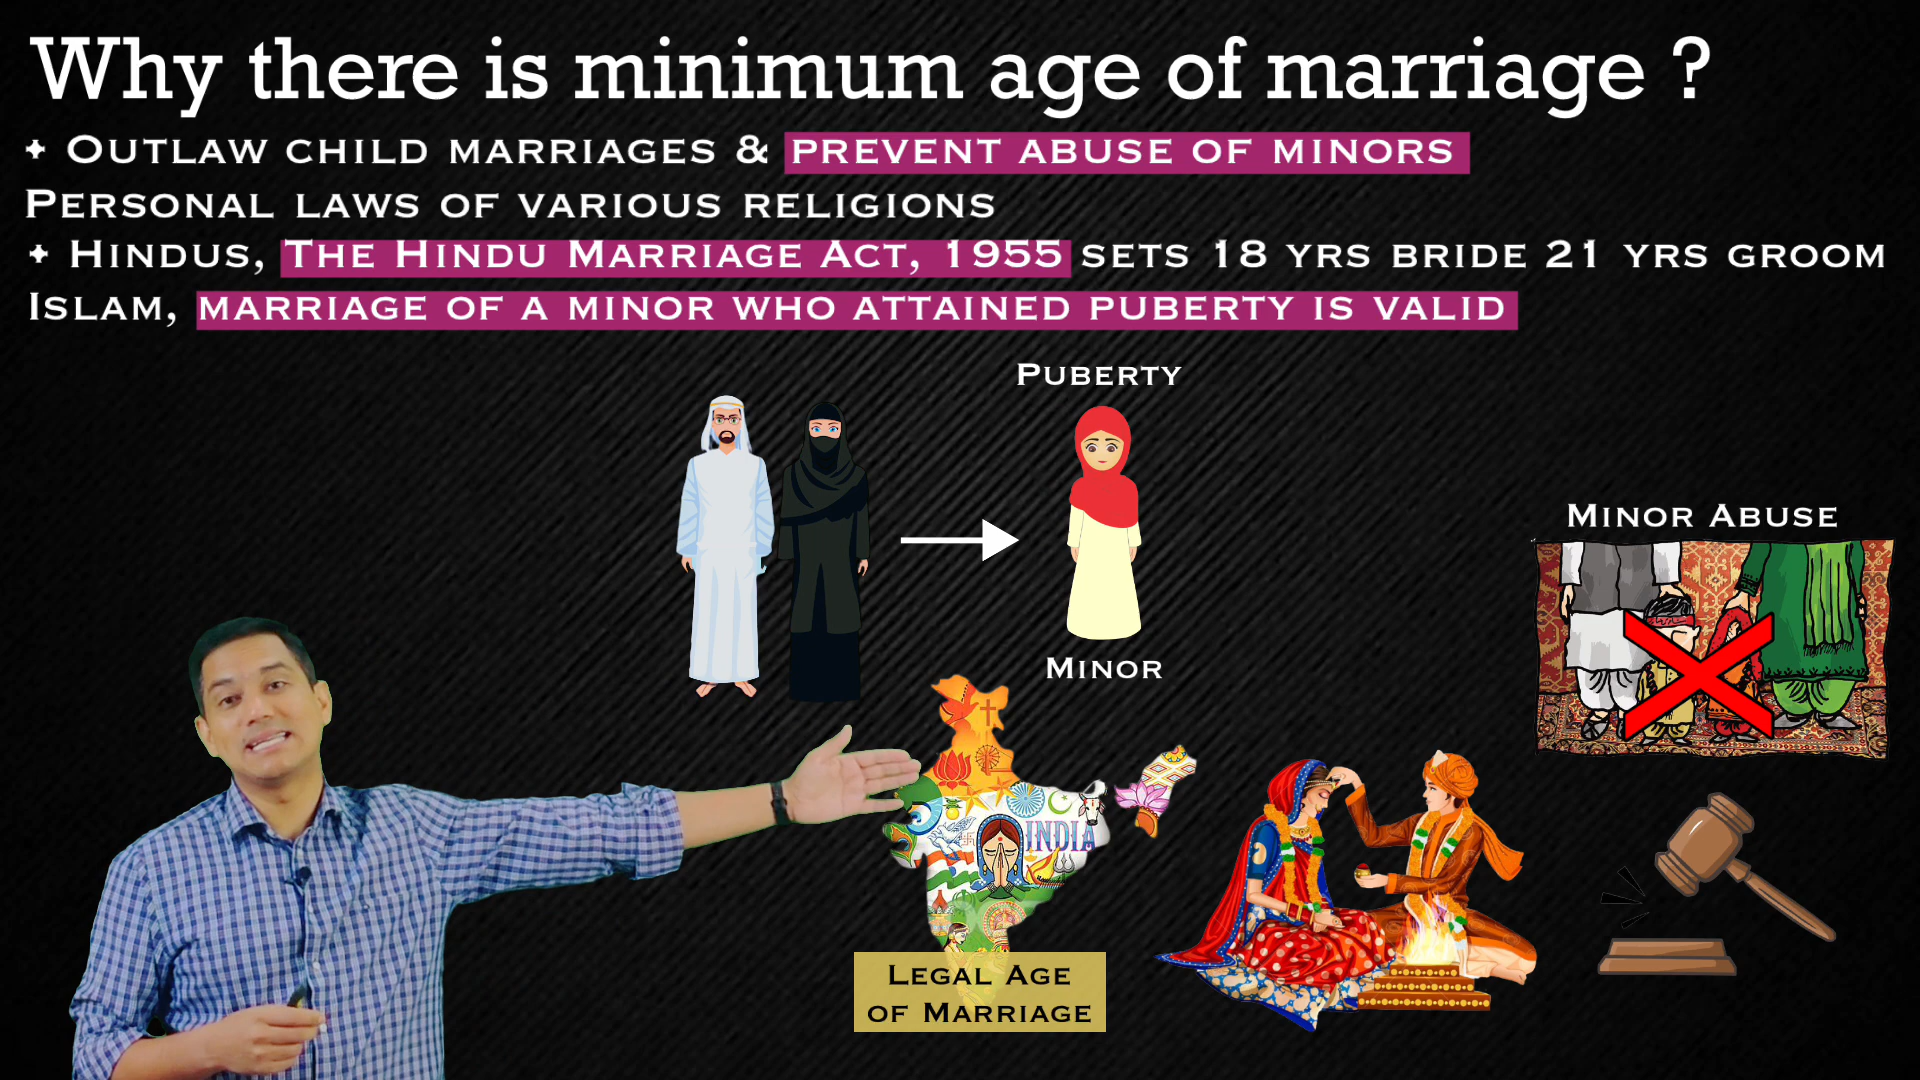 Why there is minimum age of marriage ?
+ Outlaw child marriages & prevent abuse of minors
Personal laws of various religions
+ Hindus, The Hindu Marriage Act, 1955 sets 18 yrs bride 21 yrs groom
Islam, marriage of a minor who attained puberty is valid
Puberty
Minor
Minor Abuse
INDIA
Legal Age
of Marriage